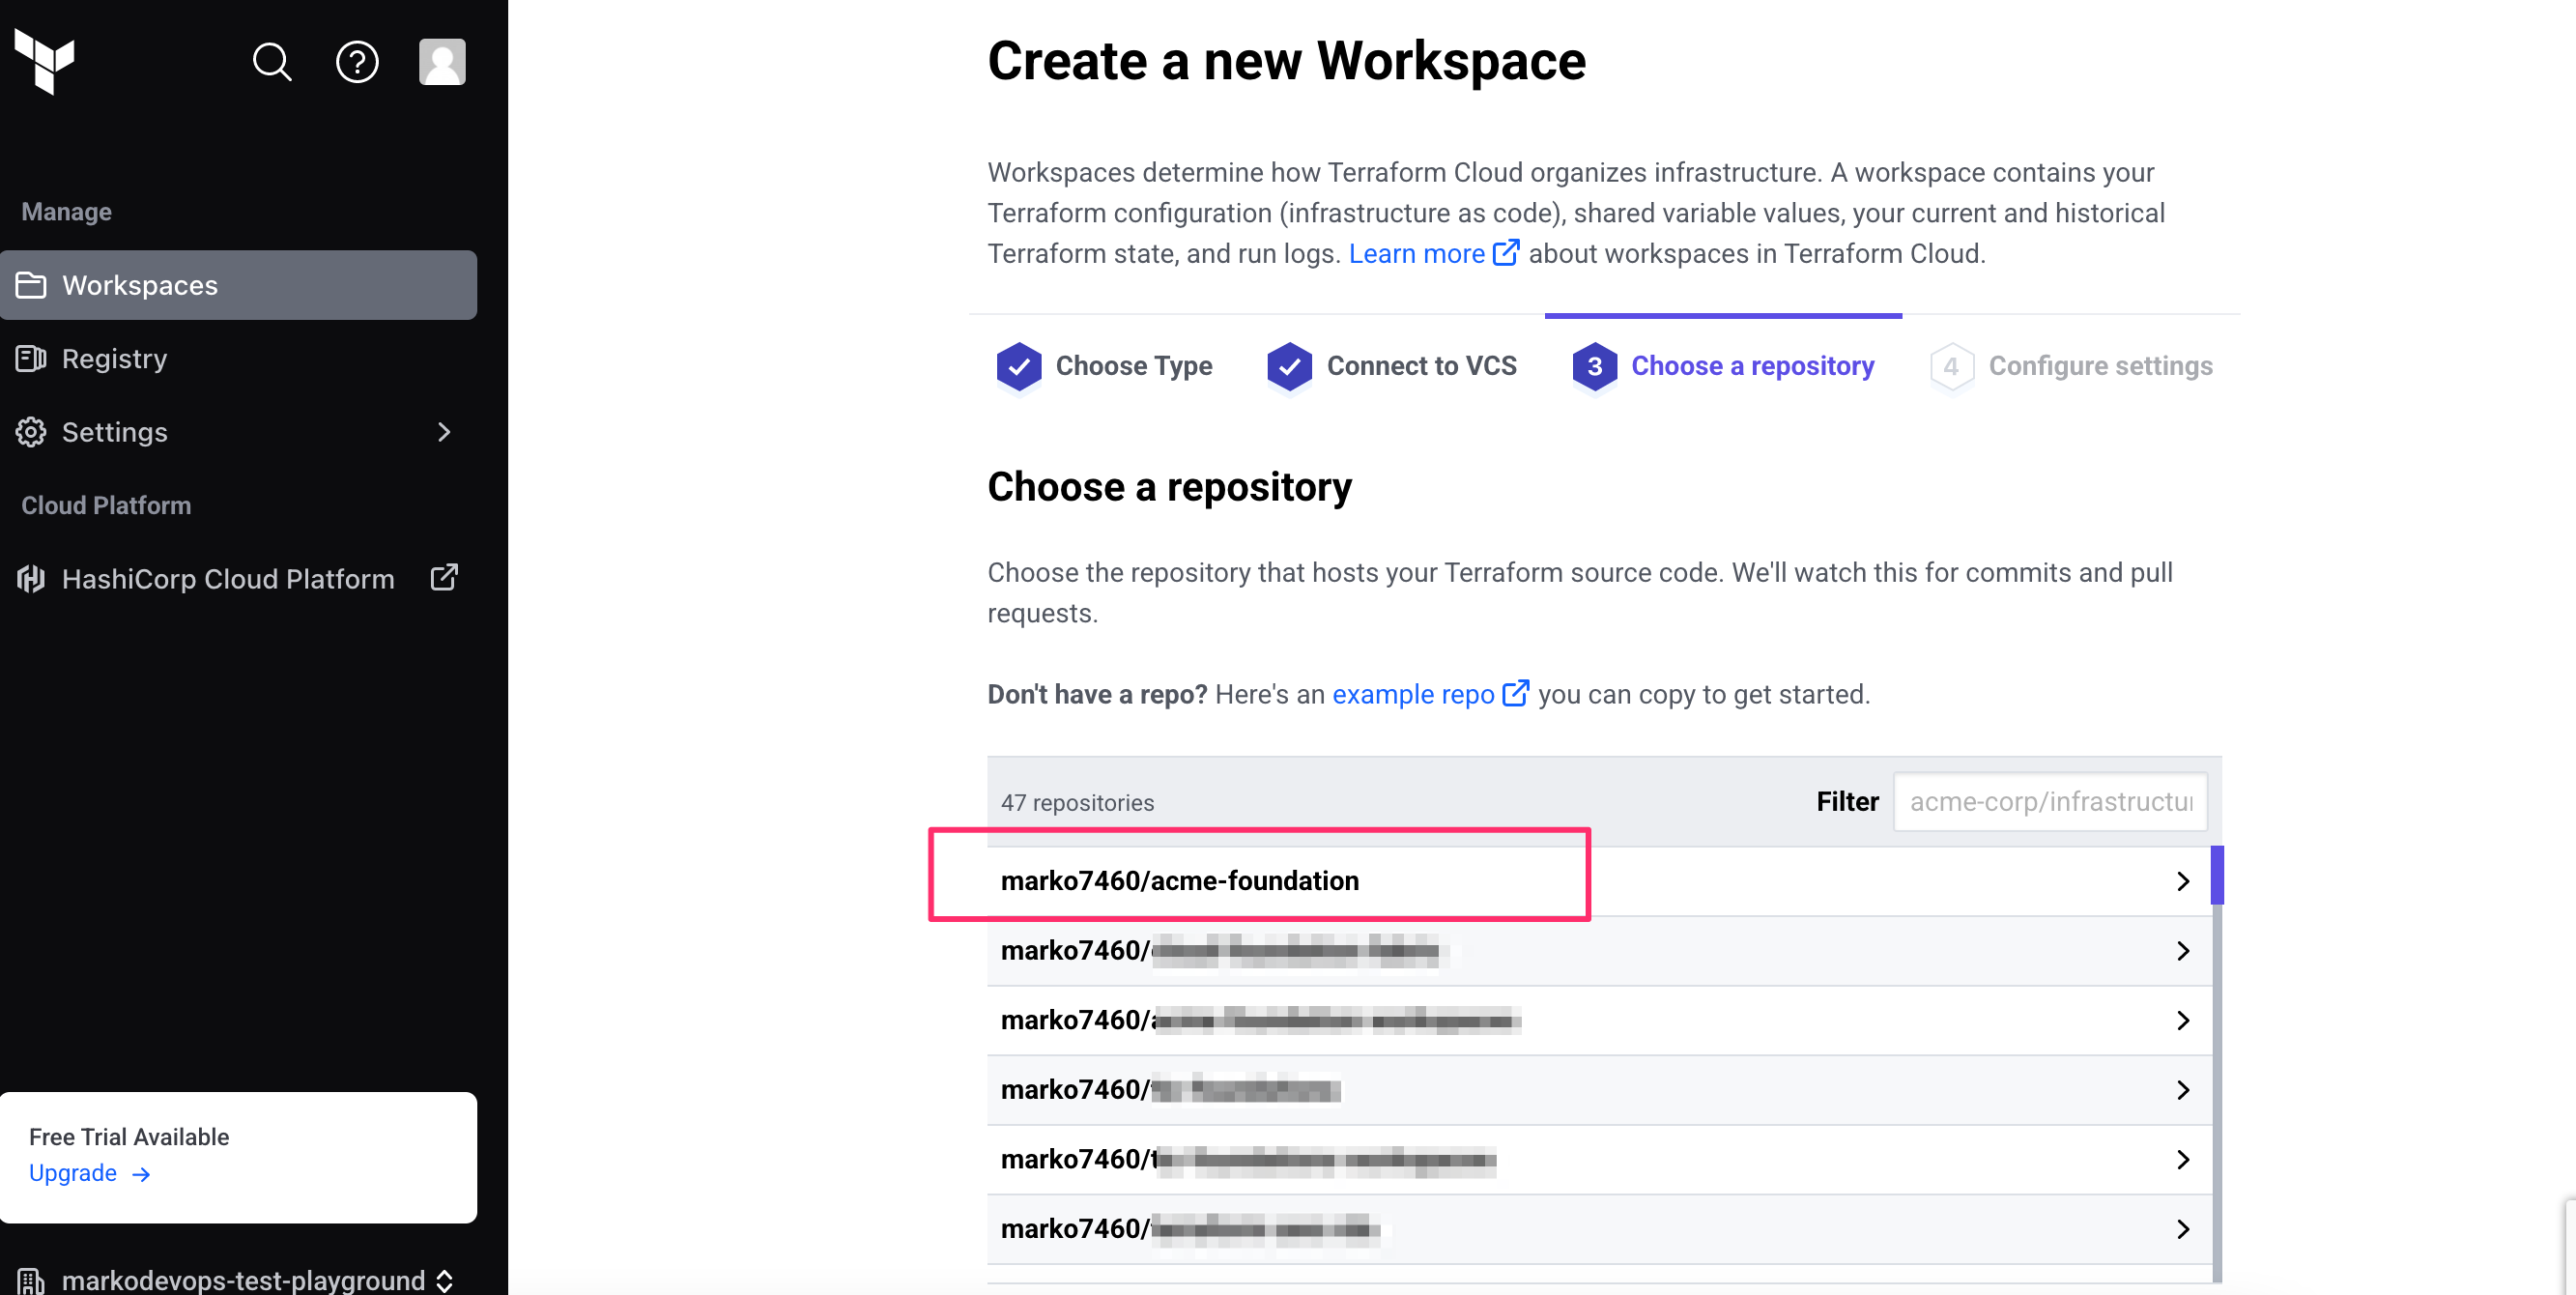 Manage
Workspaces
Registry
Settings
Cloud Platform
HashiCorp Cloud Platform
Free Trial Available
Upgrade →
markodevops-test-playground
Create a new Workspace
Workspaces determine how Terraform Cloud organizes infrastructure. A workspace contains your
Terraform configuration (infrastructure as code), shared variable values, your current and historical
Terraform state, and run logs. Learn more about workspaces in Terraform Cloud.
Choose Type
Connect to VCS
3 Choose a repository
4 Configure settings
Choose a repository
Choose the repository that hosts your Terraform source code. We'll watch this for commits and pull
requests.
Don't have a repo? Here's an example repo you can copy to get started.
47 repositories
Filter acme-corp/infrastructu
marko7460/acme-foundation
marko7460/
marko7460/
marko7460/
marko7460/
marko7460/